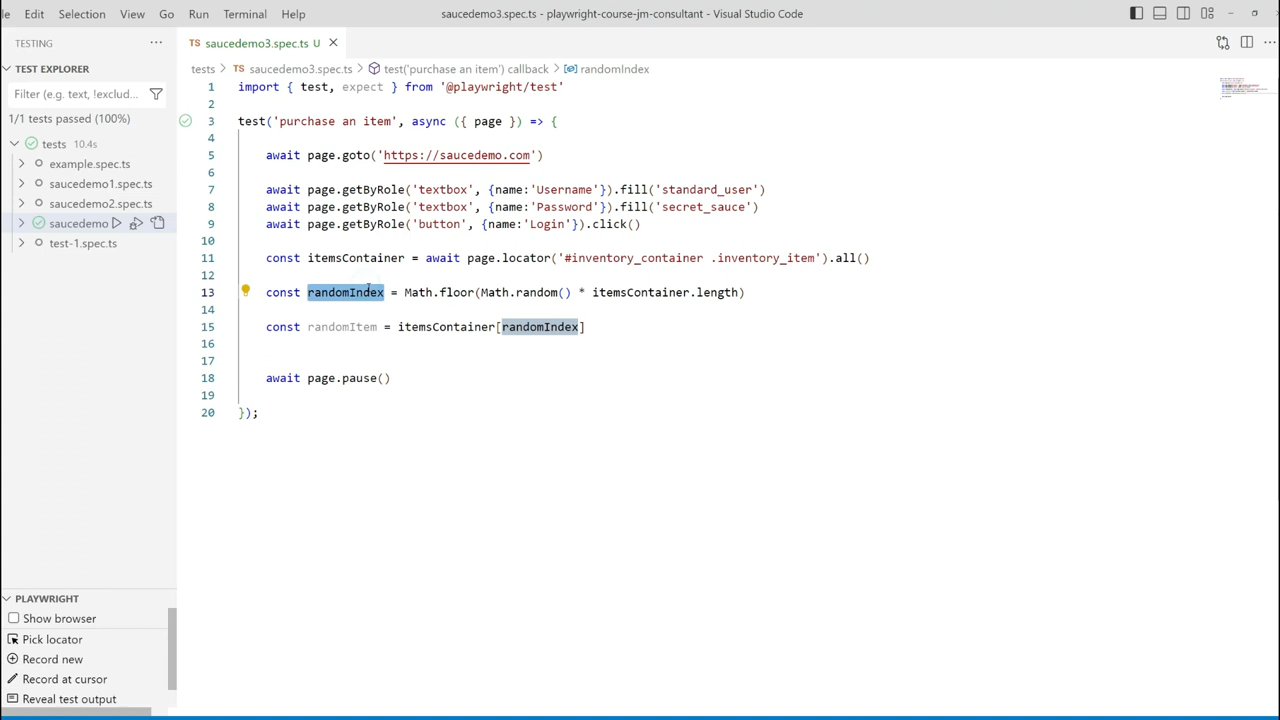 Edit Selection View Go Run Terminal Help saucedemo3.spec.ts - playwright-course-jm-consultant - Visual Studio Code
TESTING ···
TEST EXPLORER
Filter (e.g. text, !exclud...
1/1 tests passed (100%)
tests 10.4s
example.spec.ts
saucedemo1.spec.ts
saucedemo2.spec.ts
saucedemo
test-1.spec.ts
PLAYWRIGHT
Show browser
Pick locator
Record new
Record at cursor
Reveal test output
TS saucedemo3.spec.ts U
tests > TS saucedemo3.spec.ts > test('purchase an item') callback > randomIndex
1 import { test, expect } from '@playwright/test'
2
3 test('purchase an item', async ({ page }) => {
4
5 await page.goto('https://saucedemo.com')
6
7 await page.getByRole('textbox', {name:'Username'}).fill('standard_user')
8 await page.getByRole('textbox', {name:'Password'}).fill('secret_sauce')
9 await page.getByRole('button', {name:'Login'}).click()
10
11 const itemsContainer = await page.locator('#inventory_container .inventory_item').all()
12
13 const randomIndex = Math.floor(Math.random() * itemsContainer.length)
14
15 const randomItem = itemsContainer[randomIndex]
16
17
18 await page.pause()
19
20 });